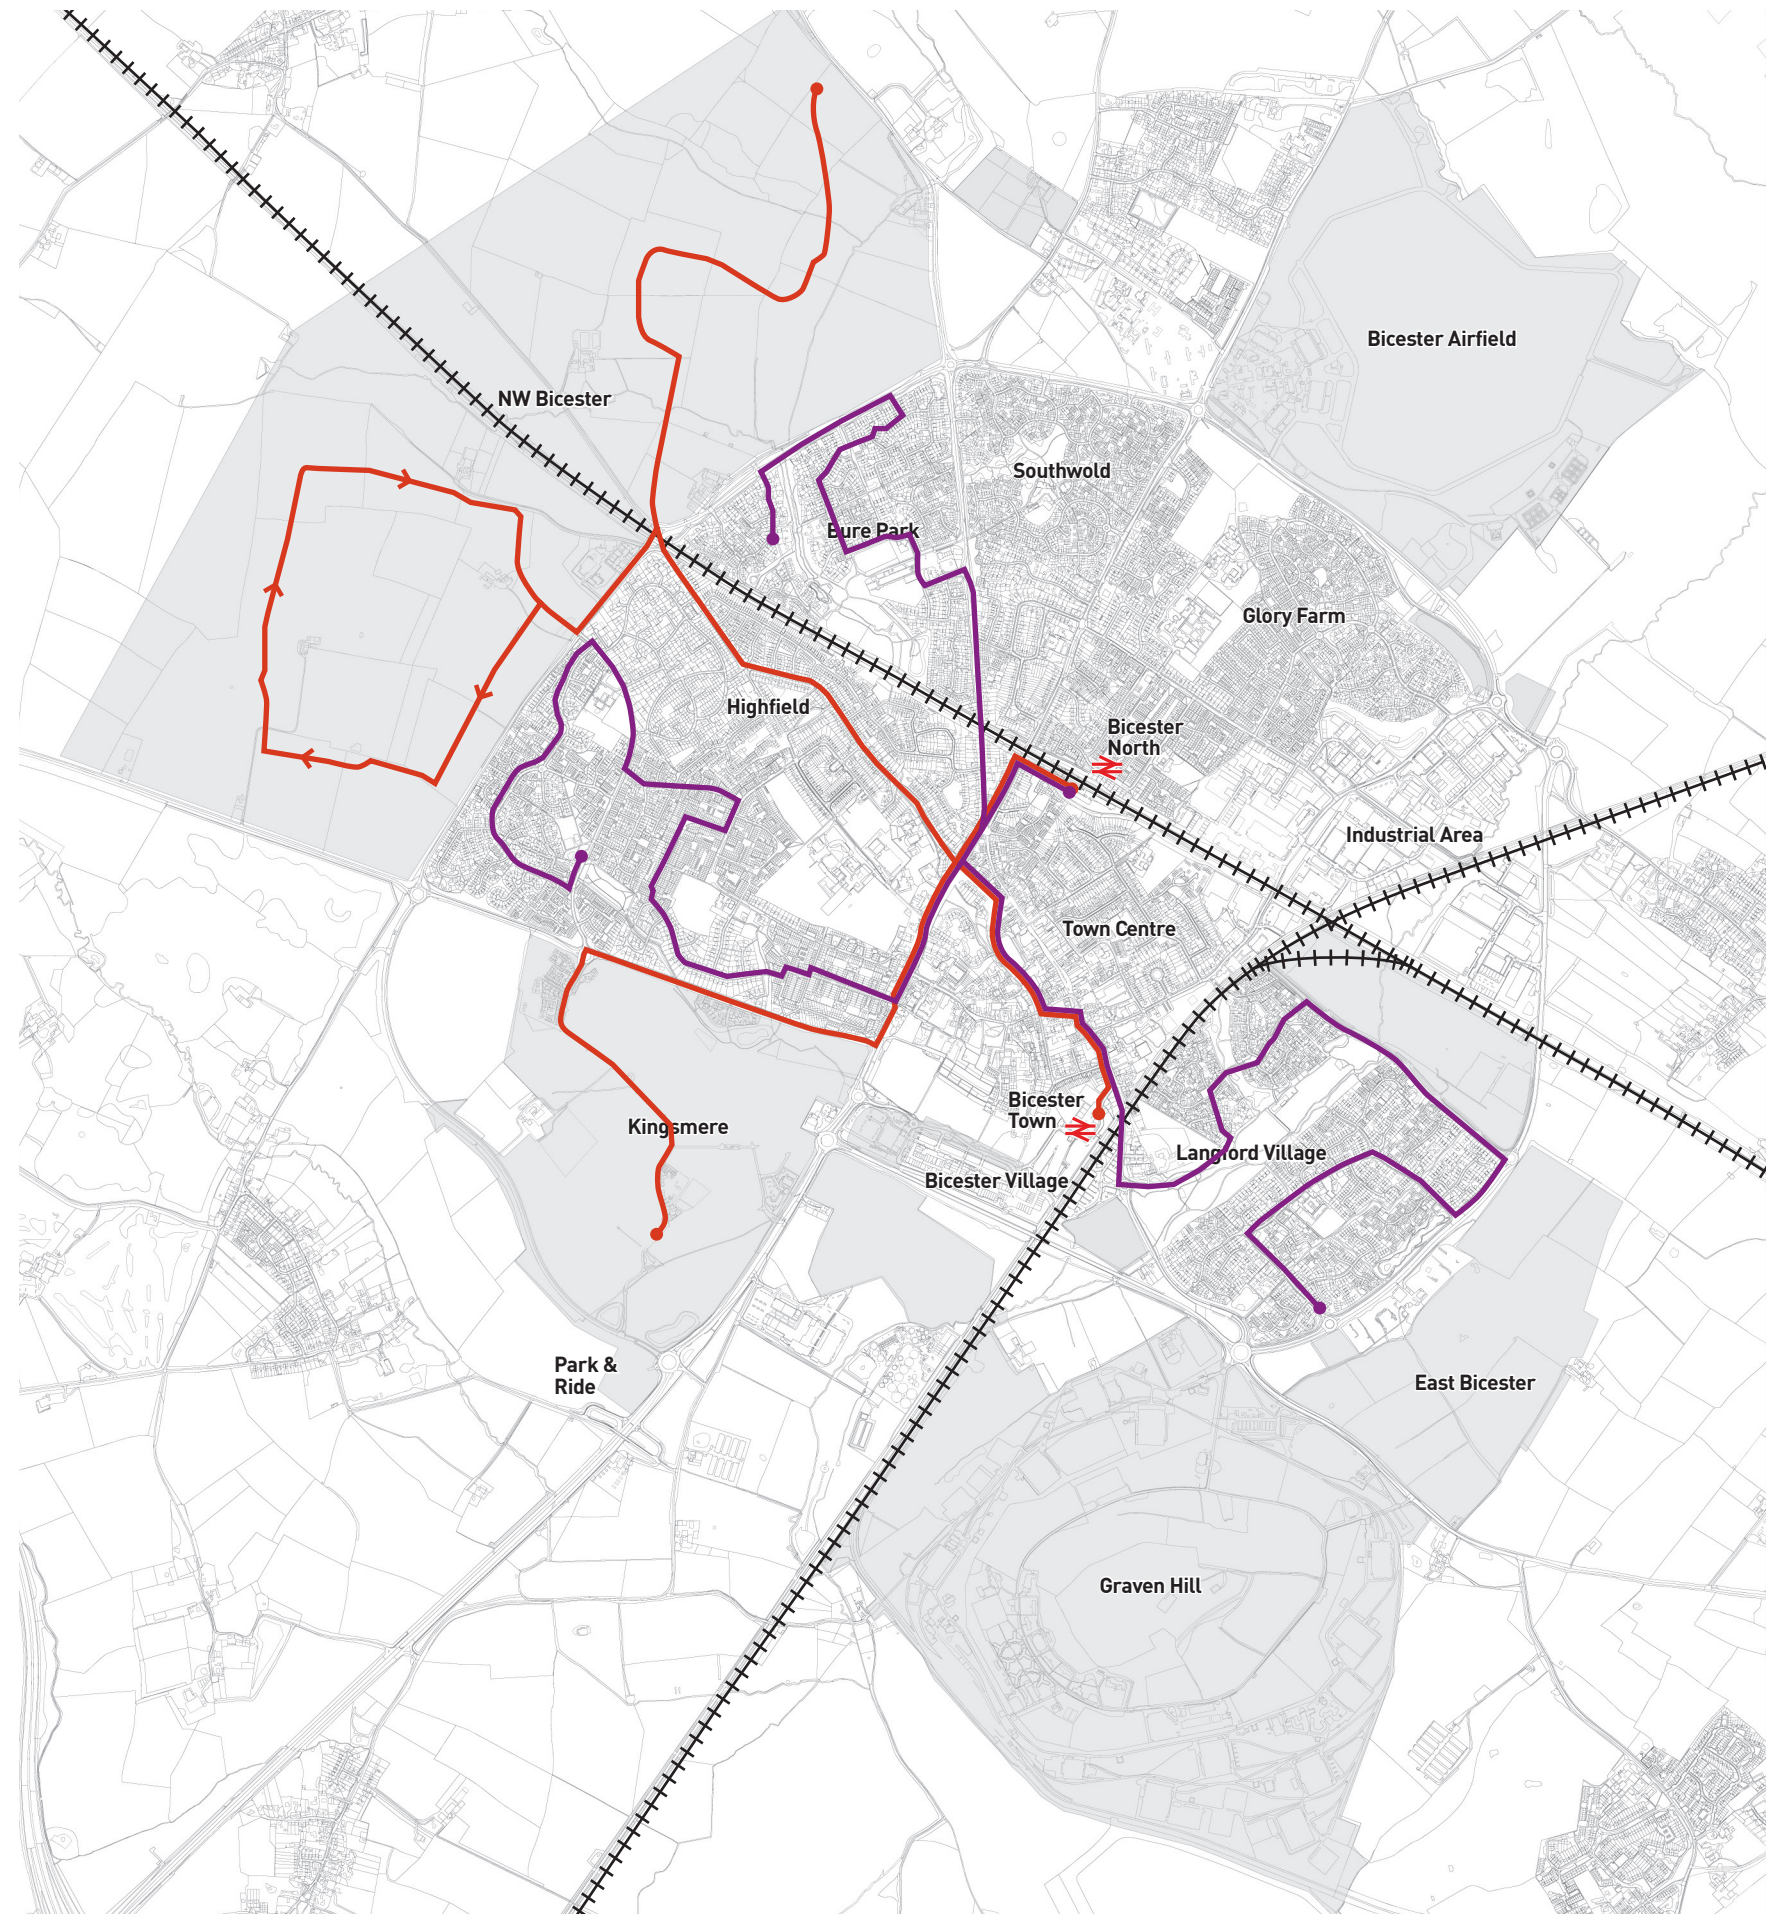 Bicester Airfield
NW Bicester
Southwold
Bure Park
Glory Farm
Highfield
Bicester
North
Industrial Area
Town Centre
Bicester
Town
Kingsmere
Langford Village
Bicester Village
Park &
Ride
East Bicester
Graven Hill